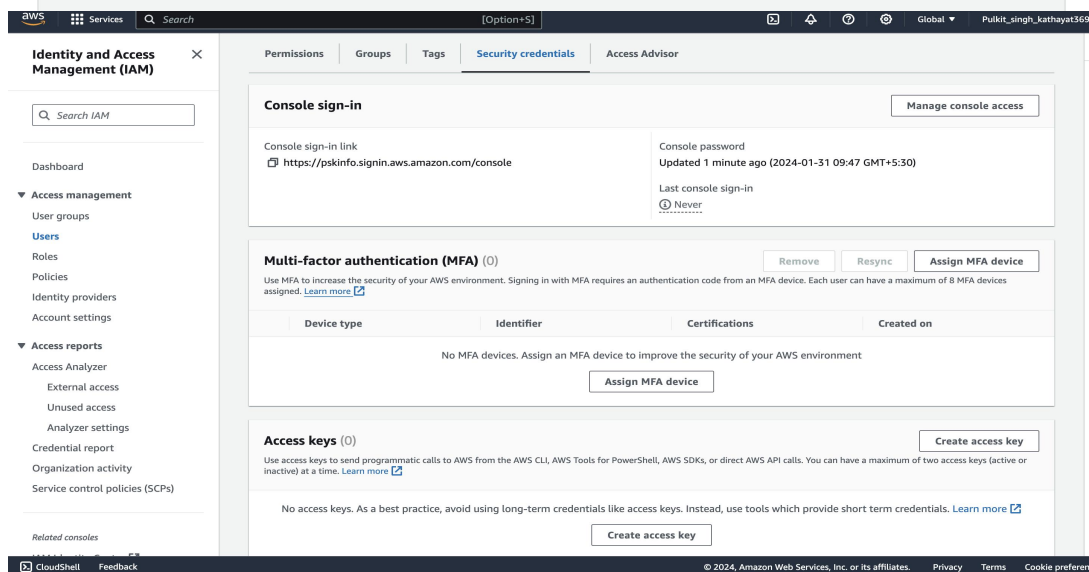 aws
Services
Search
[Option+S]
Global
Pulkit_singh_kathayat369
Identity and Access
Management (IAM)
Search IAM
Dashboard
Access management
User groups
Users
Roles
Policies
Identity providers
Account settings
Access reports
Access Analyzer
External access
Unused access
Analyzer settings
Credential report
Organization activity
Service control policies (SCPs)
Related consoles
Permissions
Groups
Tags
Security credentials
Access Advisor
Console sign-in
Manage console access
Console sign-in link
https://pskinfo.signin.aws.amazon.com/console
Console password
Updated 1 minute ago (2024-01-31 09:47 GMT+5:30)
Last console sign-in
Never
Multi-factor authentication (MFA) (0)
Remove
Resync
Assign MFA device
Use MFA to increase the security of your AWS environment. Signing in with MFA requires an authentication code from an MFA device. Each user can have a maximum of 8 MFA devices
assigned. Learn more
Device type
Identifier
Certifications
Created on
No MFA devices. Assign an MFA device to improve the security of your AWS environment
Assign MFA device
Access keys (0)
Create access key
Use access keys to send programmatic calls to AWS from the AWS CLI, AWS Tools for PowerShell, AWS SDKs, or direct AWS API calls. You can have a maximum of two access keys (active or
inactive) at a time. Learn more
No access keys. As a best practice, avoid using long-term credentials like access keys. Instead, use tools which provide short term credentials. Learn more
Create access key
CloudShell
Feedback
© 2024, Amazon Web Services, Inc. or its affiliates.
Privacy
Terms
Cookie preferen